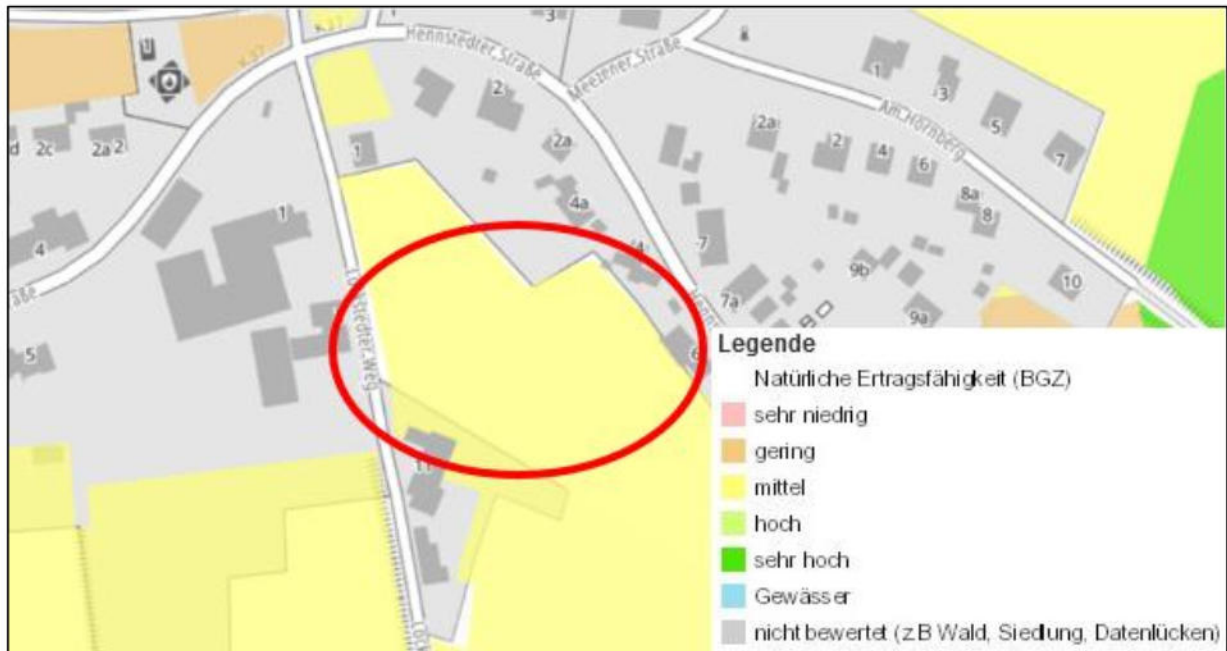 K 37
K 37
3
Hennstedter Straße
Meezener Straße
Am Hornberg
1
3
5
7
2
2a
1
2a
2
4
6
8a
8
d
2c
2a
2
4a
4
1
7
7a
9b
9a
10
4
5
6
11
Legende
Natürliche Ertragsfähigkeit (BGZ)
sehr niedrig
gering
mittel
hoch
sehr hoch
Gewässer
nicht bewertet (z.B Wald, Siedlung, Datenlücken)